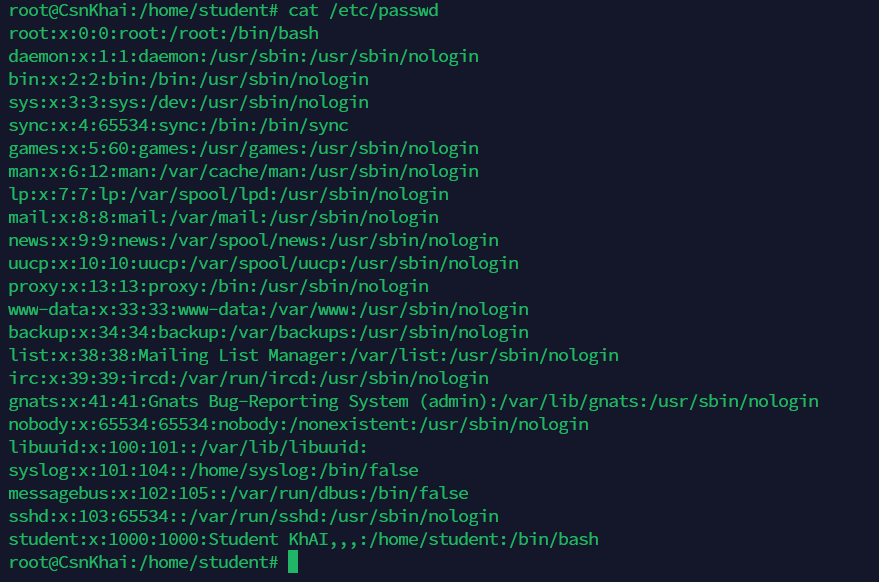 root@CsnKhai:/home/student# cat /etc/passwd
root:x:0:0:root:/root:/bin/bash
daemon:x:1:1:daemon:/usr/sbin:/usr/sbin/nologin
bin:x:2:2:bin:/bin:/usr/sbin/nologin
sys:x:3:3:sys:/dev:/usr/sbin/nologin
sync:x:4:65534:sync:/bin:/bin/sync
games:x:5:60:games:/usr/games:/usr/sbin/nologin
man:x:6:12:man:/var/cache/man:/usr/sbin/nologin
lp:x:7:7:lp:/var/spool/lpd:/usr/sbin/nologin
mail:x:8:8:mail:/var/mail:/usr/sbin/nologin
news:x:9:9:news:/var/spool/news:/usr/sbin/nologin
uucp:x:10:10:uucp:/var/spool/uucp:/usr/sbin/nologin
proxy:x:13:13:proxy:/bin:/usr/sbin/nologin
www-data:x:33:33:www-data:/var/www:/usr/sbin/nologin
backup:x:34:34:backup:/var/backups:/usr/sbin/nologin
list:x:38:38:Mailing List Manager:/var/list:/usr/sbin/nologin
irc:x:39:39:ircd:/var/run/ircd:/usr/sbin/nologin
gnats:x:41:41:Gnats Bug-Reporting System (admin):/var/lib/gnats:/usr/sbin/nologin
nobody:x:65534:65534:nobody:/nonexistent:/usr/sbin/nologin
libuuid:x:100:101::/var/lib/libuuid:
syslog:x:101:104::/home/syslog:/bin/false
messagebus:x:102:105::/var/run/dbus:/bin/false
sshd:x:103:65534::/var/run/sshd:/usr/sbin/nologin
student:x:1000:1000:Student KhAI,,,:/home/student:/bin/bash
root@CsnKhai:/home/student#